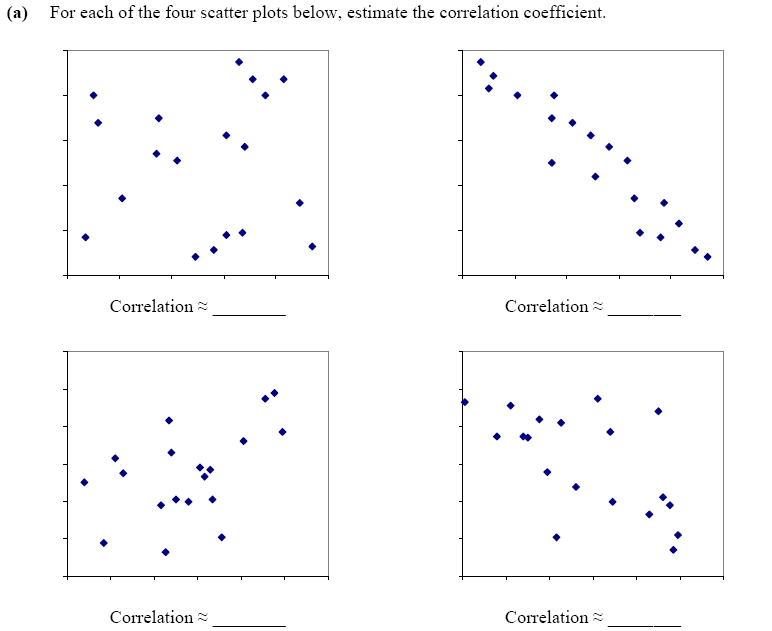 (a) For each of the four scatter plots below, estimate the correlation coefficient.
Correlation ≈ ________
Correlation ≈ ________
Correlation ≈ ________
Correlation ≈ ________